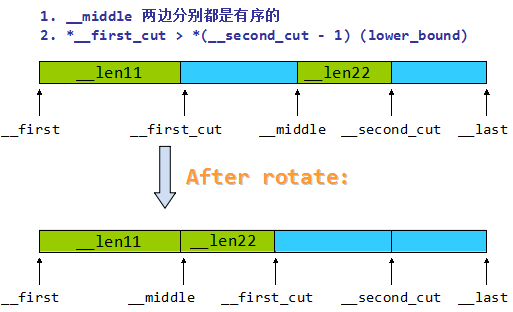 1. __middle 两边分别都是有序的
2. *__first_cut > *(__second_cut - 1) (lower_bound)
__len11 __len22
__first __first_cut __middle __second_cut __last
After rotate:
__len11 __len22
__first __middle __first_cut __second_cut __last